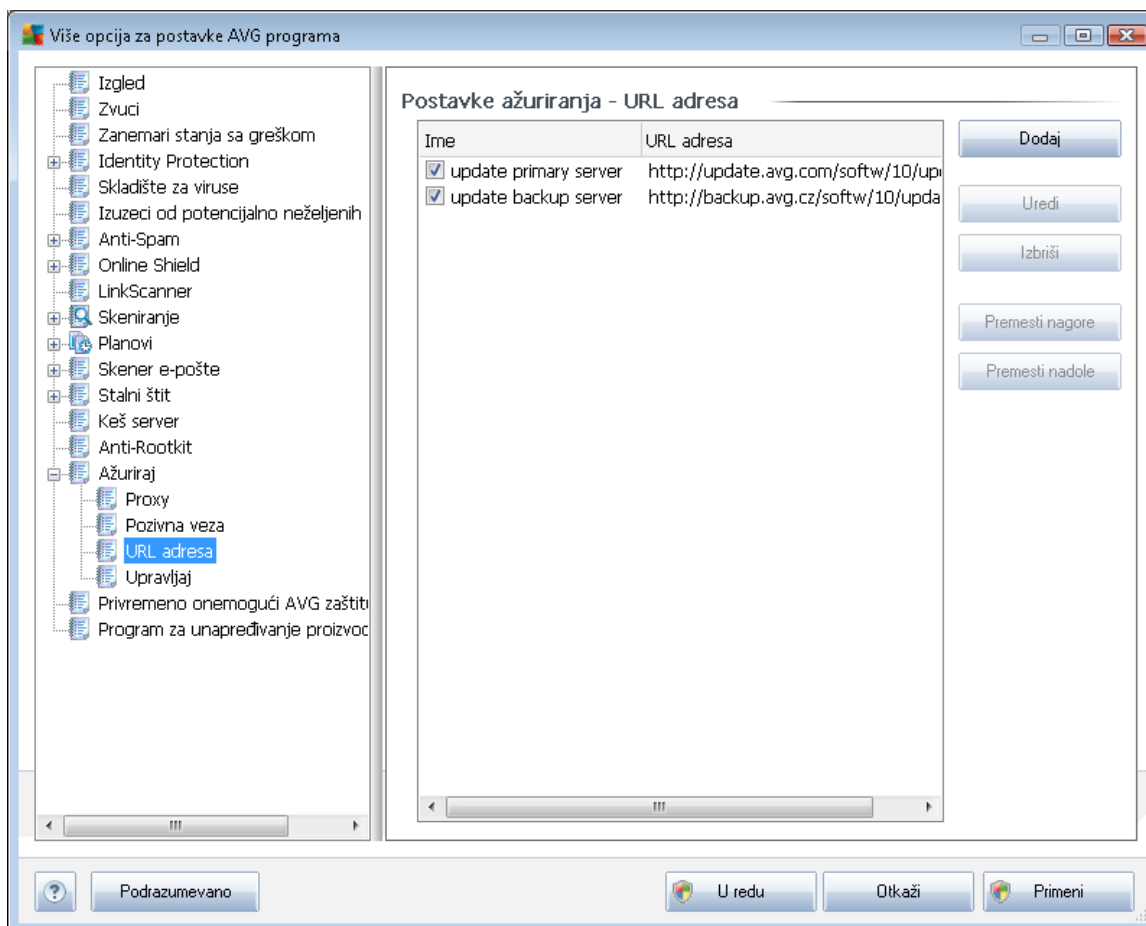 Više opcija za postavke AVG programa
Izgled
Zvuci
Zanemari stanja sa greškom
Identity Protection
Skladište za viruse
Izuzeci od potencijalno neželjenih
Anti-Spam
Online Shield
LinkScanner
Skeniranje
Planovi
Skener e-pošte
Stalni štit
Keš server
Anti-Rootkit
Ažuriraj
Proxy
Pozivna veza
URL adresa
Upravljaj
Privremeno onemogući AVG zaštitu
Program za unapređivanje proizvod
Postavke ažuriranja - URL adresa
Ime URL adresa
update primary server http://update.avg.com/softw/10/up
update backup server http://backup.avg.cz/softw/10/upda
Dodaj
Uredi
Izbriši
Premesti nagore
Premesti nadole
Podrazumevano
U redu
Otkaži
Primeni